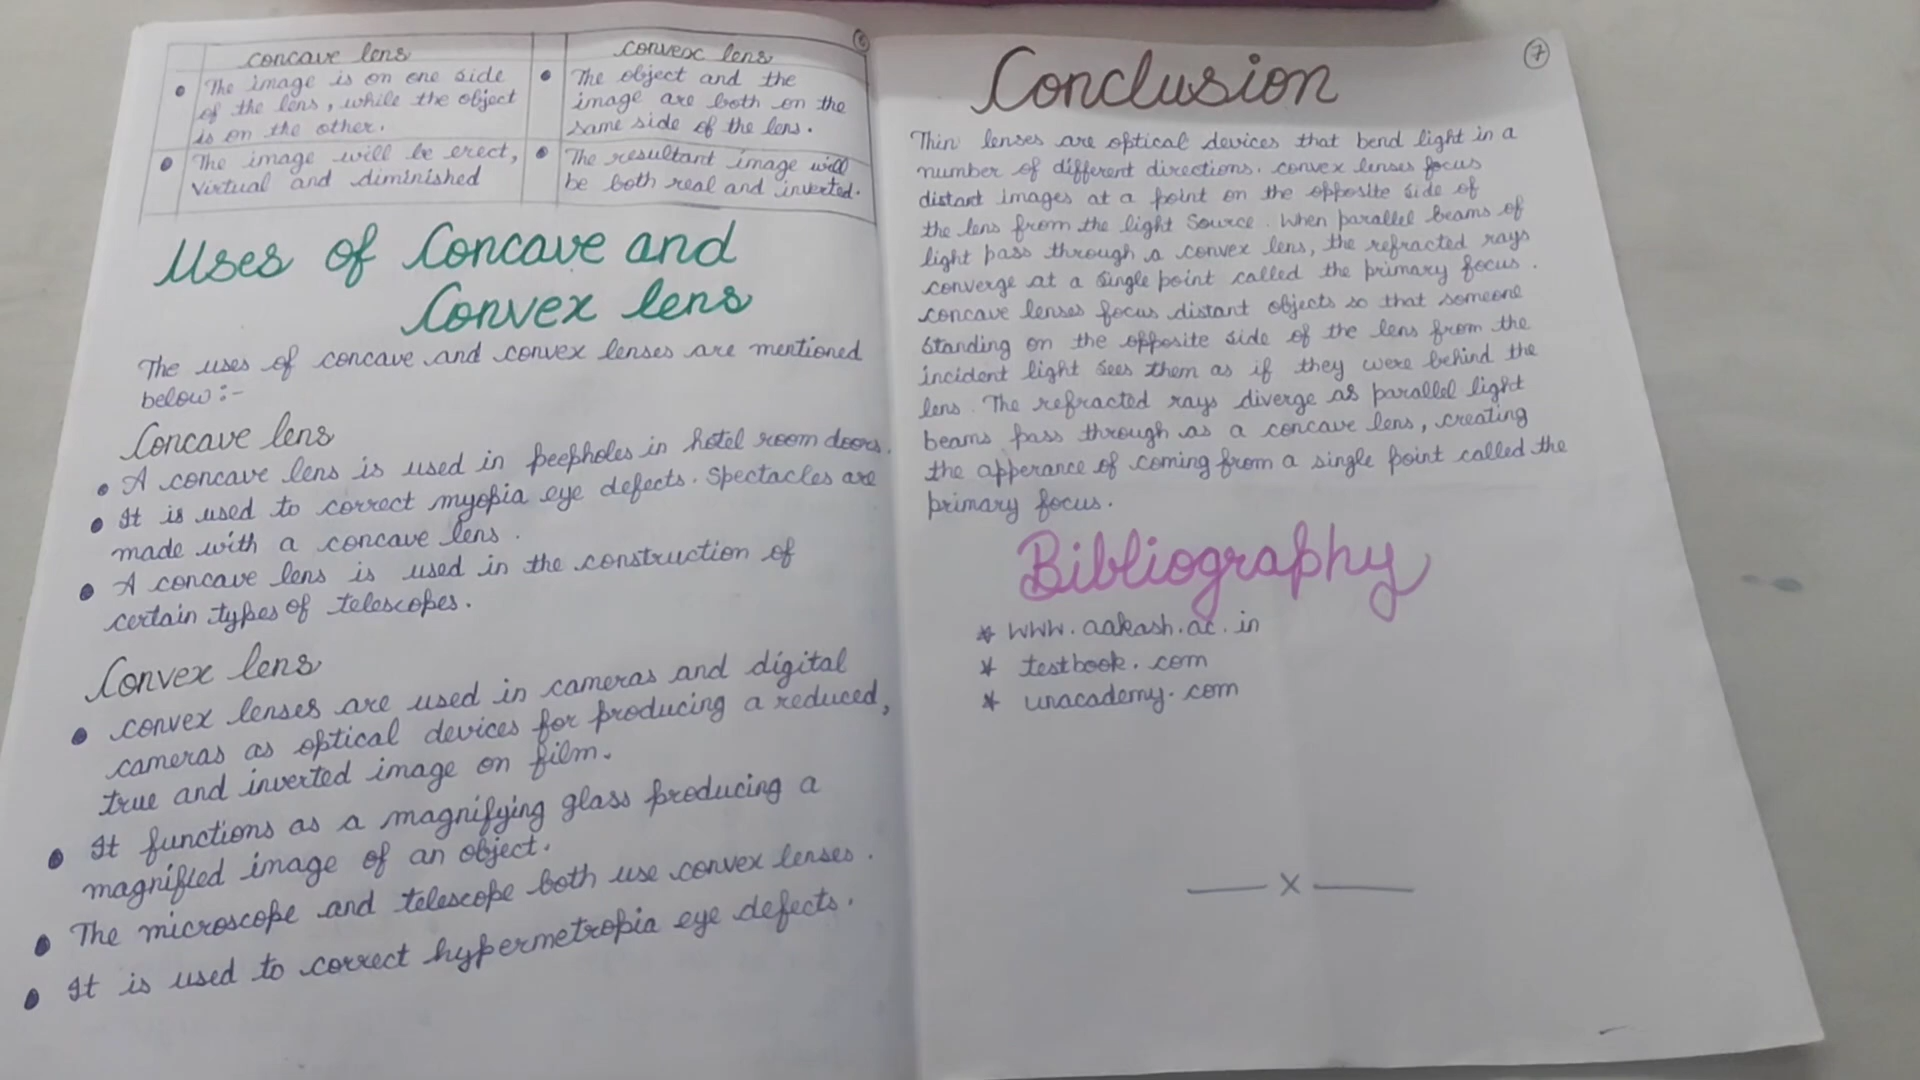 6
concave lens
The image is on one side
of the lens, while the object
is on the other.
The image will be erect,
virtual and diminished
convex lens
The object and the
image are both on the
same side of the lens.
The resultant image will
be both real and inverted.
Uses of Concave and
Convex lens
The uses of concave and convex lenses are mentioned
below:-
Concave lens
A concave lens is used in peepholes in hotel room doors.
It is used to correct myopia eye defects. Spectacles are
made with a concave lens.
A concave lens is used in the construction of
certain types of telescopes.
Convex lens
convex lenses are used in cameras and digital
cameras as optical devices for producing a reduced,
true and inverted image on film.
It functions as a magnifying glass producing a
magnified image of an object.
The microscope and telescope both use convex lenses.
It is used to correct hypermetropia eye defects.
7
Conclusion
Thin lenses are optical devices that bend light in a
number of different directions. convex lenses focus
distant images at a point on the opposite side of
the lens from the light source. When parallel beams of
light pass through a convex lens, the refracted rays
converge at a single point called the primary focus.
concave lenses focus distant objects so that someone
standing on the opposite side of the lens from the
incident light sees them as if they were behind the
lens. The refracted rays diverge as parallel light
beams pass through as a concave lens, creating
the apperance of coming from a single point called the
primary focus.
Bibliography
* www.aakash.ac.in
* testbook.com
* unacademy.com
— x —